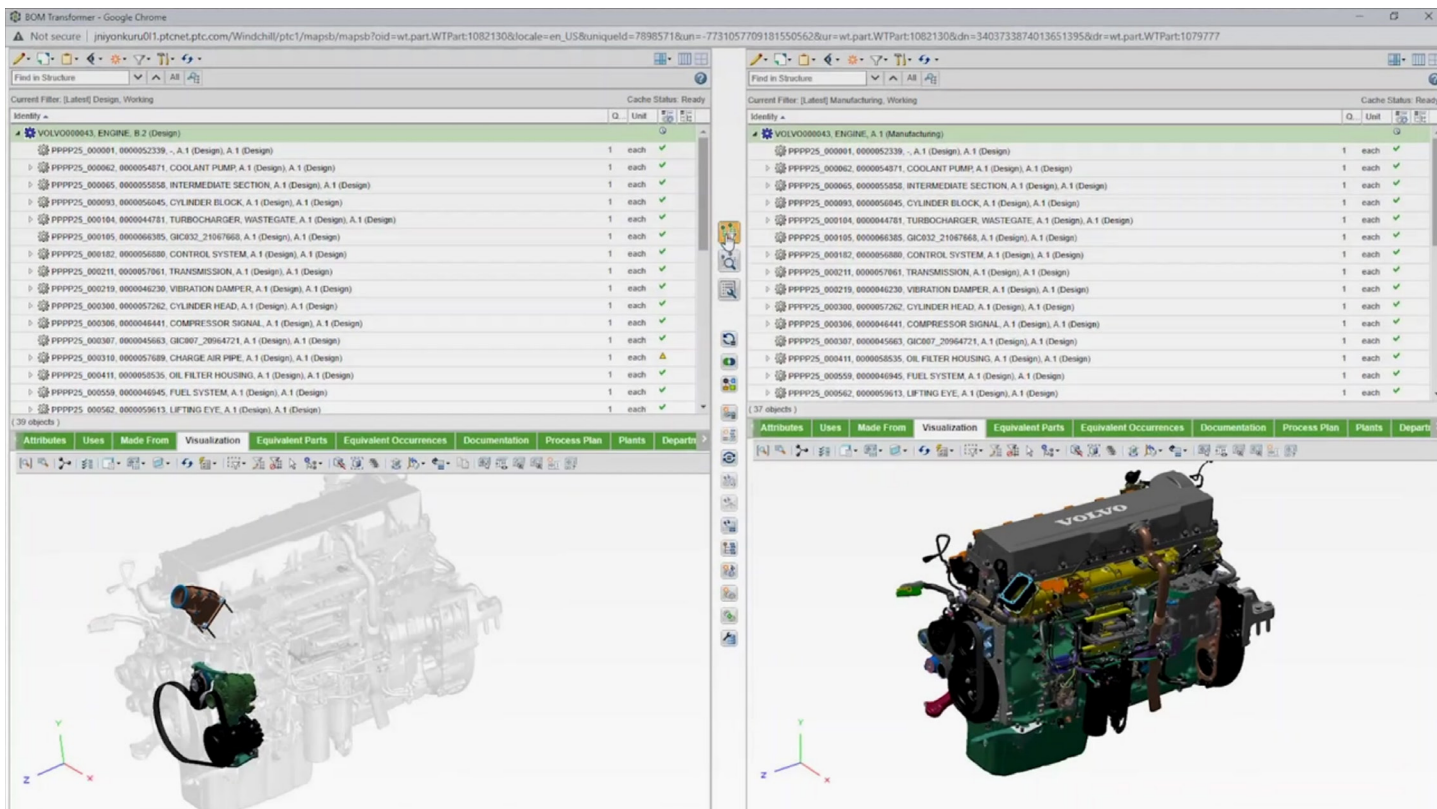 BOM Transformer - Google Chrome
Not secure | jniyonkuru0l1.ptcnet.ptc.com/Windchill/ptc1/mapsb/mapsb?oid=wt.part.WTPart:1082130&locale=en_US&uniqueId=7898571&un=-7731057709181550562&ur=wt.part.WTPart:1082130&dn=3403733874013651395&dr=wt.part.WTPart:1079777
Find in Structure All
Current Filter: [Latest] Design, Working Cache Status: Ready
Identity Q... Unit
VOLVO000043, ENGINE, B.2 (Design)
PPPP25_000001, 0000052339, -, A.1 (Design), A.1 (Design) 1 each
PPPP25_000062, 0000054871, COOLANT PUMP, A.1 (Design), A.1 (Design) 1 each
PPPP25_000065, 0000055858, INTERMEDIATE SECTION, A.1 (Design), A.1 (Design) 1 each
PPPP25_000093, 0000056045, CYLINDER BLOCK, A.1 (Design), A.1 (Design) 1 each
PPPP25_000104, 0000044781, TURBOCHARGER, WASTEGATE, A.1 (Design), A.1 (Design) 1 each
PPPP25_000105, 0000066385, GIC032_21067668, A.1 (Design), A.1 (Design) 1 each
PPPP25_000182, 0000056880, CONTROL SYSTEM, A.1 (Design), A.1 (Design) 1 each
PPPP25_000211, 0000057061, TRANSMISSION, A.1 (Design), A.1 (Design) 1 each
PPPP25_000219, 0000046230, VIBRATION DAMPER, A.1 (Design), A.1 (Design) 1 each
PPPP25_000300, 0000057262, CYLINDER HEAD, A.1 (Design), A.1 (Design) 1 each
PPPP25_000306, 0000046441, COMPRESSOR SIGNAL, A.1 (Design), A.1 (Design) 1 each
PPPP25_000307, 0000045663, GIC007_20964721, A.1 (Design), A.1 (Design) 1 each
PPPP25_000310, 0000057689, CHARGE AIR PIPE, A.1 (Design), A.1 (Design) 1 each
PPPP25_000411, 0000058535, OIL FILTER HOUSING, A.1 (Design), A.1 (Design) 1 each
PPPP25_000559, 0000046945, FUEL SYSTEM, A.1 (Design), A.1 (Design) 1 each
PPPP25_000562, 0000059613, LIFTING EYE, A.1 (Design), A.1 (Design) 1 each
(39 objects)
Attributes Uses Made From Visualization Equivalent Parts Equivalent Occurrences Documentation Process Plan Plants Departn
Y
Z X
Find in Structure All
Current Filter: [Latest] Manufacturing, Working Cache Status: Ready
Identity Q... Unit
VOLVO000043, ENGINE, A.1 (Manufacturing)
PPPP25_000001, 0000052339, -, A.1 (Design), A.1 (Design) 1 each
PPPP25_000062, 0000054871, COOLANT PUMP, A.1 (Design), A.1 (Design) 1 each
PPPP25_000065, 0000055858, INTERMEDIATE SECTION, A.1 (Design), A.1 (Design) 1 each
PPPP25_000093, 0000056045, CYLINDER BLOCK, A.1 (Design), A.1 (Design) 1 each
PPPP25_000104, 0000044781, TURBOCHARGER, WASTEGATE, A.1 (Design), A.1 (Design) 1 each
PPPP25_000105, 0000066385, GIC032_21067668, A.1 (Design), A.1 (Design) 1 each
PPPP25_000182, 0000056880, CONTROL SYSTEM, A.1 (Design), A.1 (Design) 1 each
PPPP25_000211, 0000057061, TRANSMISSION, A.1 (Design), A.1 (Design) 1 each
PPPP25_000219, 0000046230, VIBRATION DAMPER, A.1 (Design), A.1 (Design) 1 each
PPPP25_000300, 0000057262, CYLINDER HEAD, A.1 (Design), A.1 (Design) 1 each
PPPP25_000306, 0000046441, COMPRESSOR SIGNAL, A.1 (Design), A.1 (Design) 1 each
PPPP25_000307, 0000045663, GIC007_20964721, A.1 (Design), A.1 (Design) 1 each
PPPP25_000411, 0000058535, OIL FILTER HOUSING, A.1 (Design), A.1 (Design) 1 each
PPPP25_000559, 0000046945, FUEL SYSTEM, A.1 (Design), A.1 (Design) 1 each
PPPP25_000562, 0000059613, LIFTING EYE, A.1 (Design), A.1 (Design) 1 each
(37 objects)
Attributes Uses Made From Visualization Equivalent Parts Equivalent Occurrences Documentation Process Plan Plants Depart
VOLVO
Y
Z X